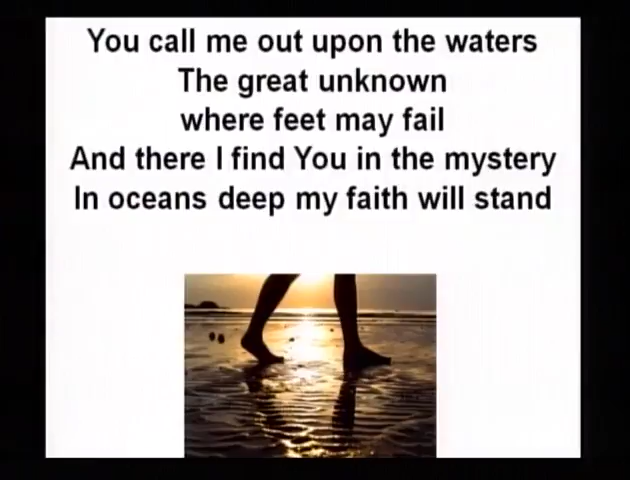 You call me out upon the waters
The great unknown
where feet may fail
And there I find You in the mystery
In oceans deep my faith will stand